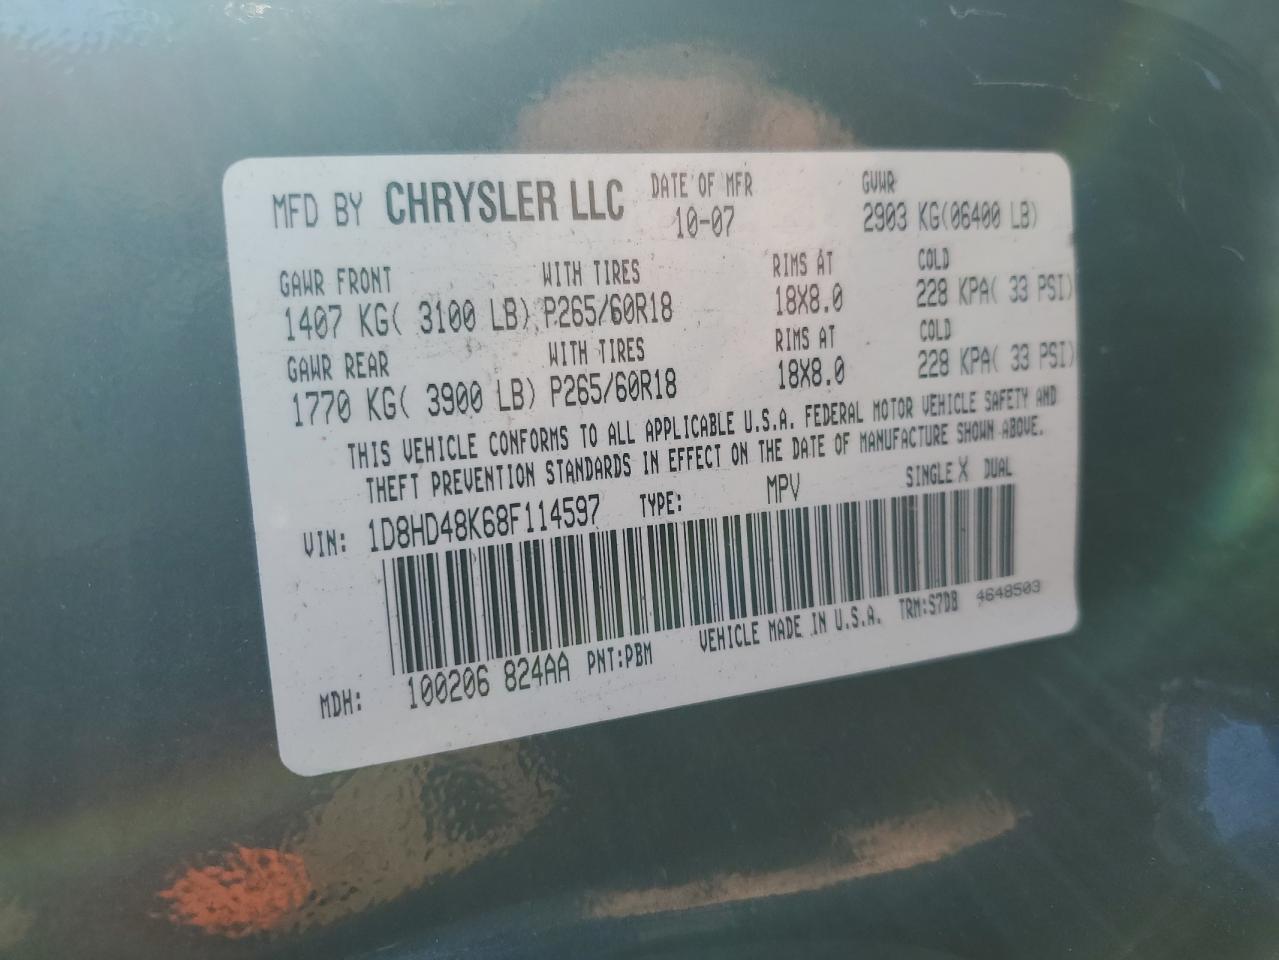 MFD BY CHRYSLER LLC DATE OF MFR GVWR
10-07 2903 KG(06400 LB)
GAWR FRONT WITH TIRES RIMS AT COLD
1407 KG( 3100 LB) P265/60R18 18X8.0 228 KPA( 33 PSI)
GAWR REAR WITH TIRES RIMS AT COLD
1770 KG( 3900 LB) P265/60R18 18X8.0 228 KPA( 33 PSI)
THIS VEHICLE CONFORMS TO ALL APPLICABLE U.S.A. FEDERAL MOTOR VEHICLE SAFETY AND
THEFT PREVENTION STANDARDS IN EFFECT ON THE DATE OF MANUFACTURE SHOWN ABOVE.
VIN: 1D8HD48K68F114597 TYPE: MPV SINGLE X DUAL
MDH: 100206 824AA PNT:PBM VEHICLE MADE IN U.S.A. TRM:S7D8 4648503